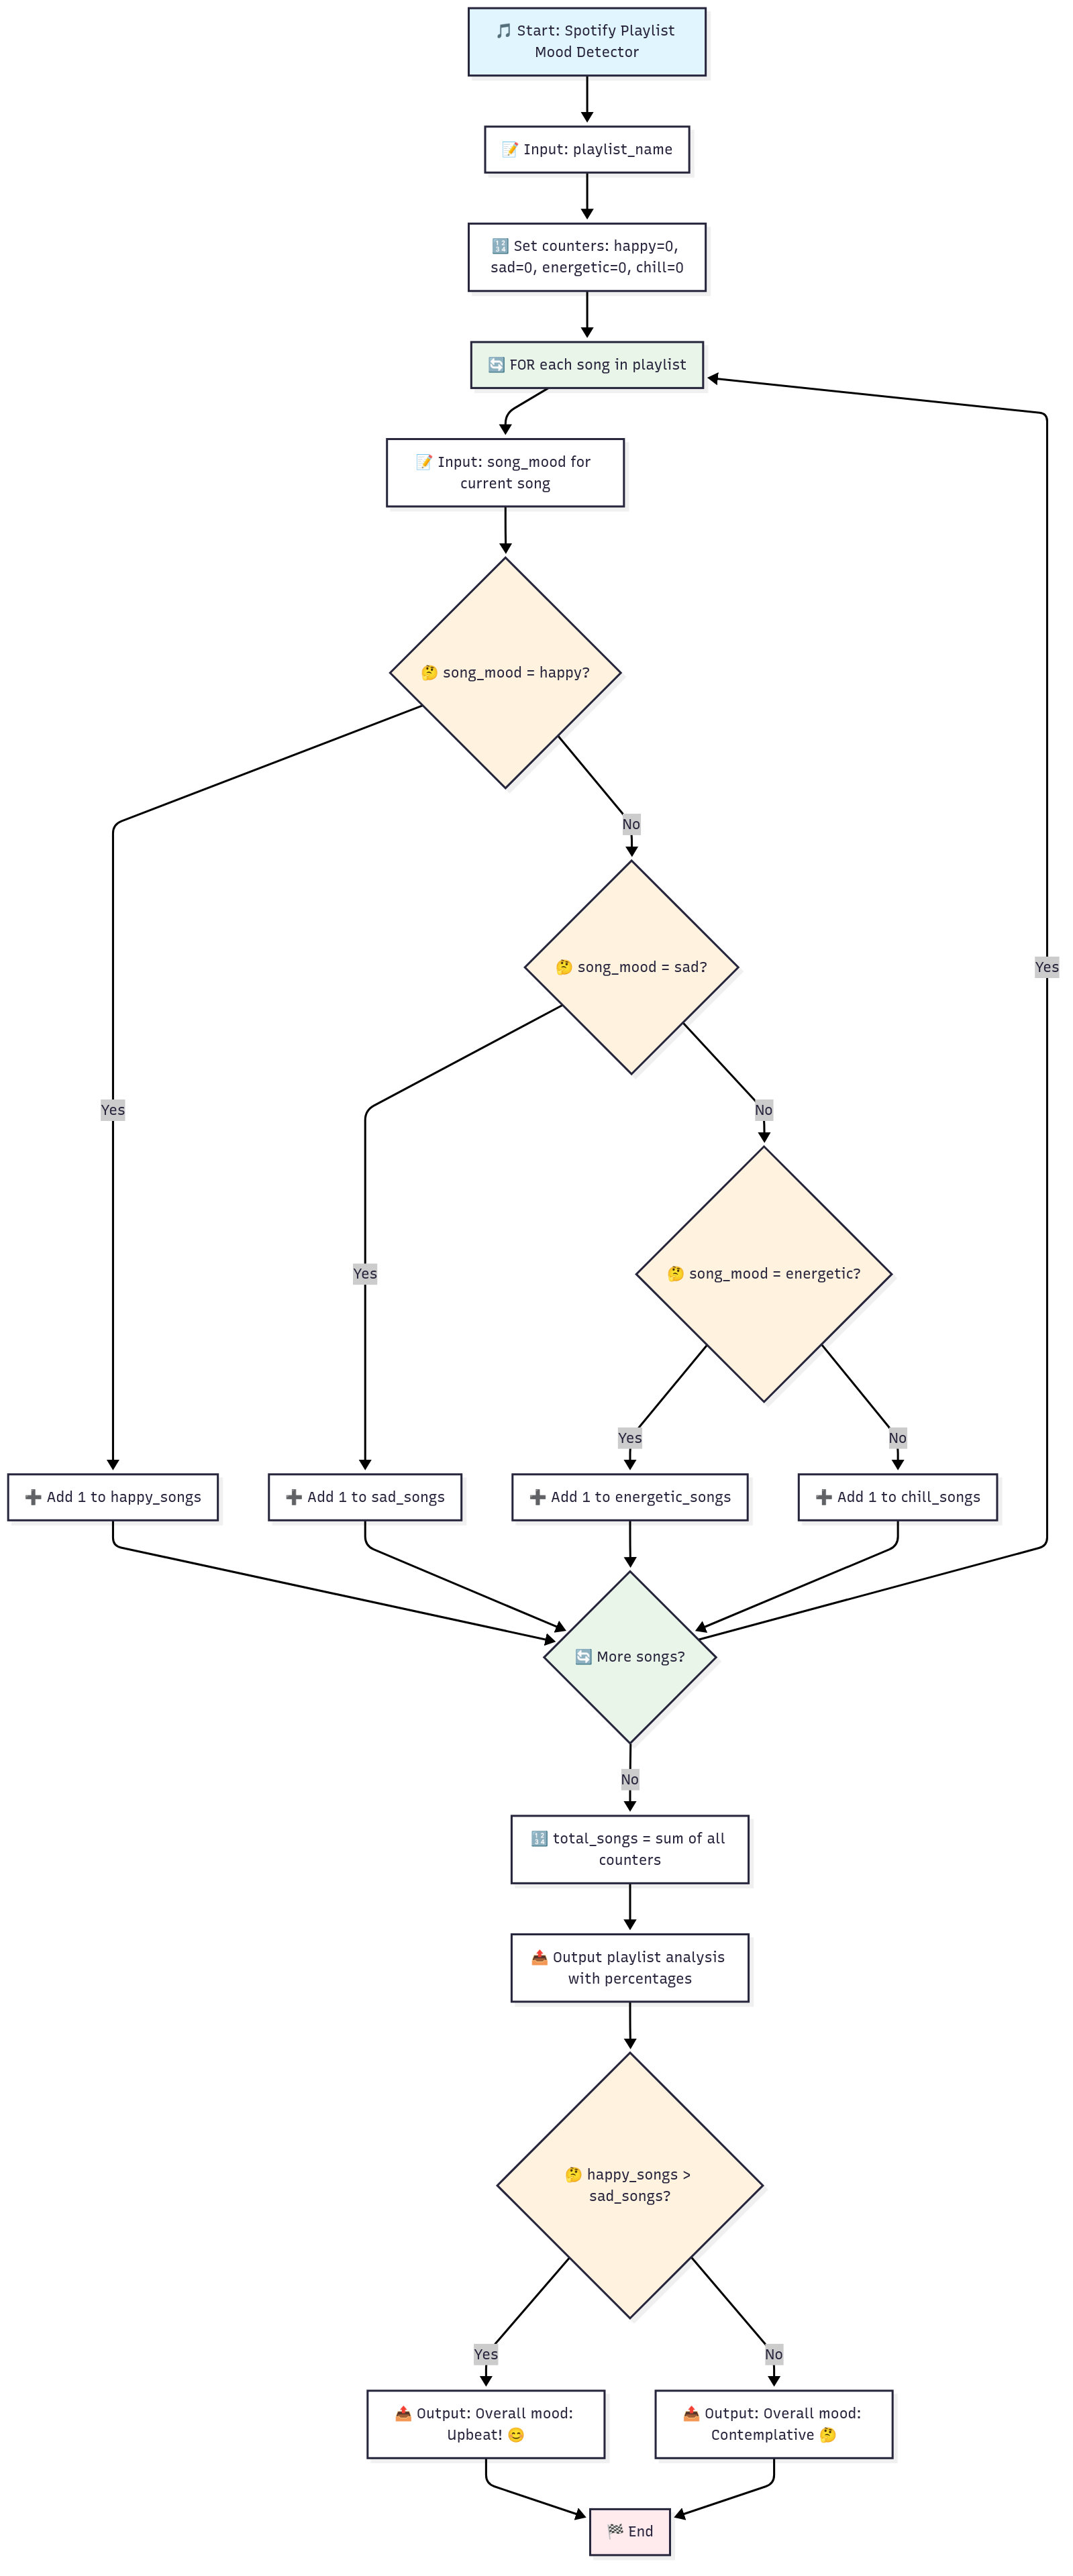 🎵 Start: Spotify Playlist
Mood Detector
📝 Input: playlist_name
🔢 Set counters: happy=0,
sad=0, energetic=0, chill=0
🔄 FOR each song in playlist
📝 Input: song_mood for
current song
🤔 song_mood = happy?
No
🤔 song_mood = sad?
Yes
Yes
No
🤔 song_mood = energetic?
Yes
Yes
No
➕ Add 1 to happy_songs
➕ Add 1 to sad_songs
➕ Add 1 to energetic_songs
➕ Add 1 to chill_songs
🔄 More songs?
No
🔢 total_songs = sum of all
counters
📤 Output playlist analysis
with percentages
🤔 happy_songs >
sad_songs?
Yes
No
📤 Output: Overall mood:
Upbeat! 😊
📤 Output: Overall mood:
Contemplative 🤔
🏁 End